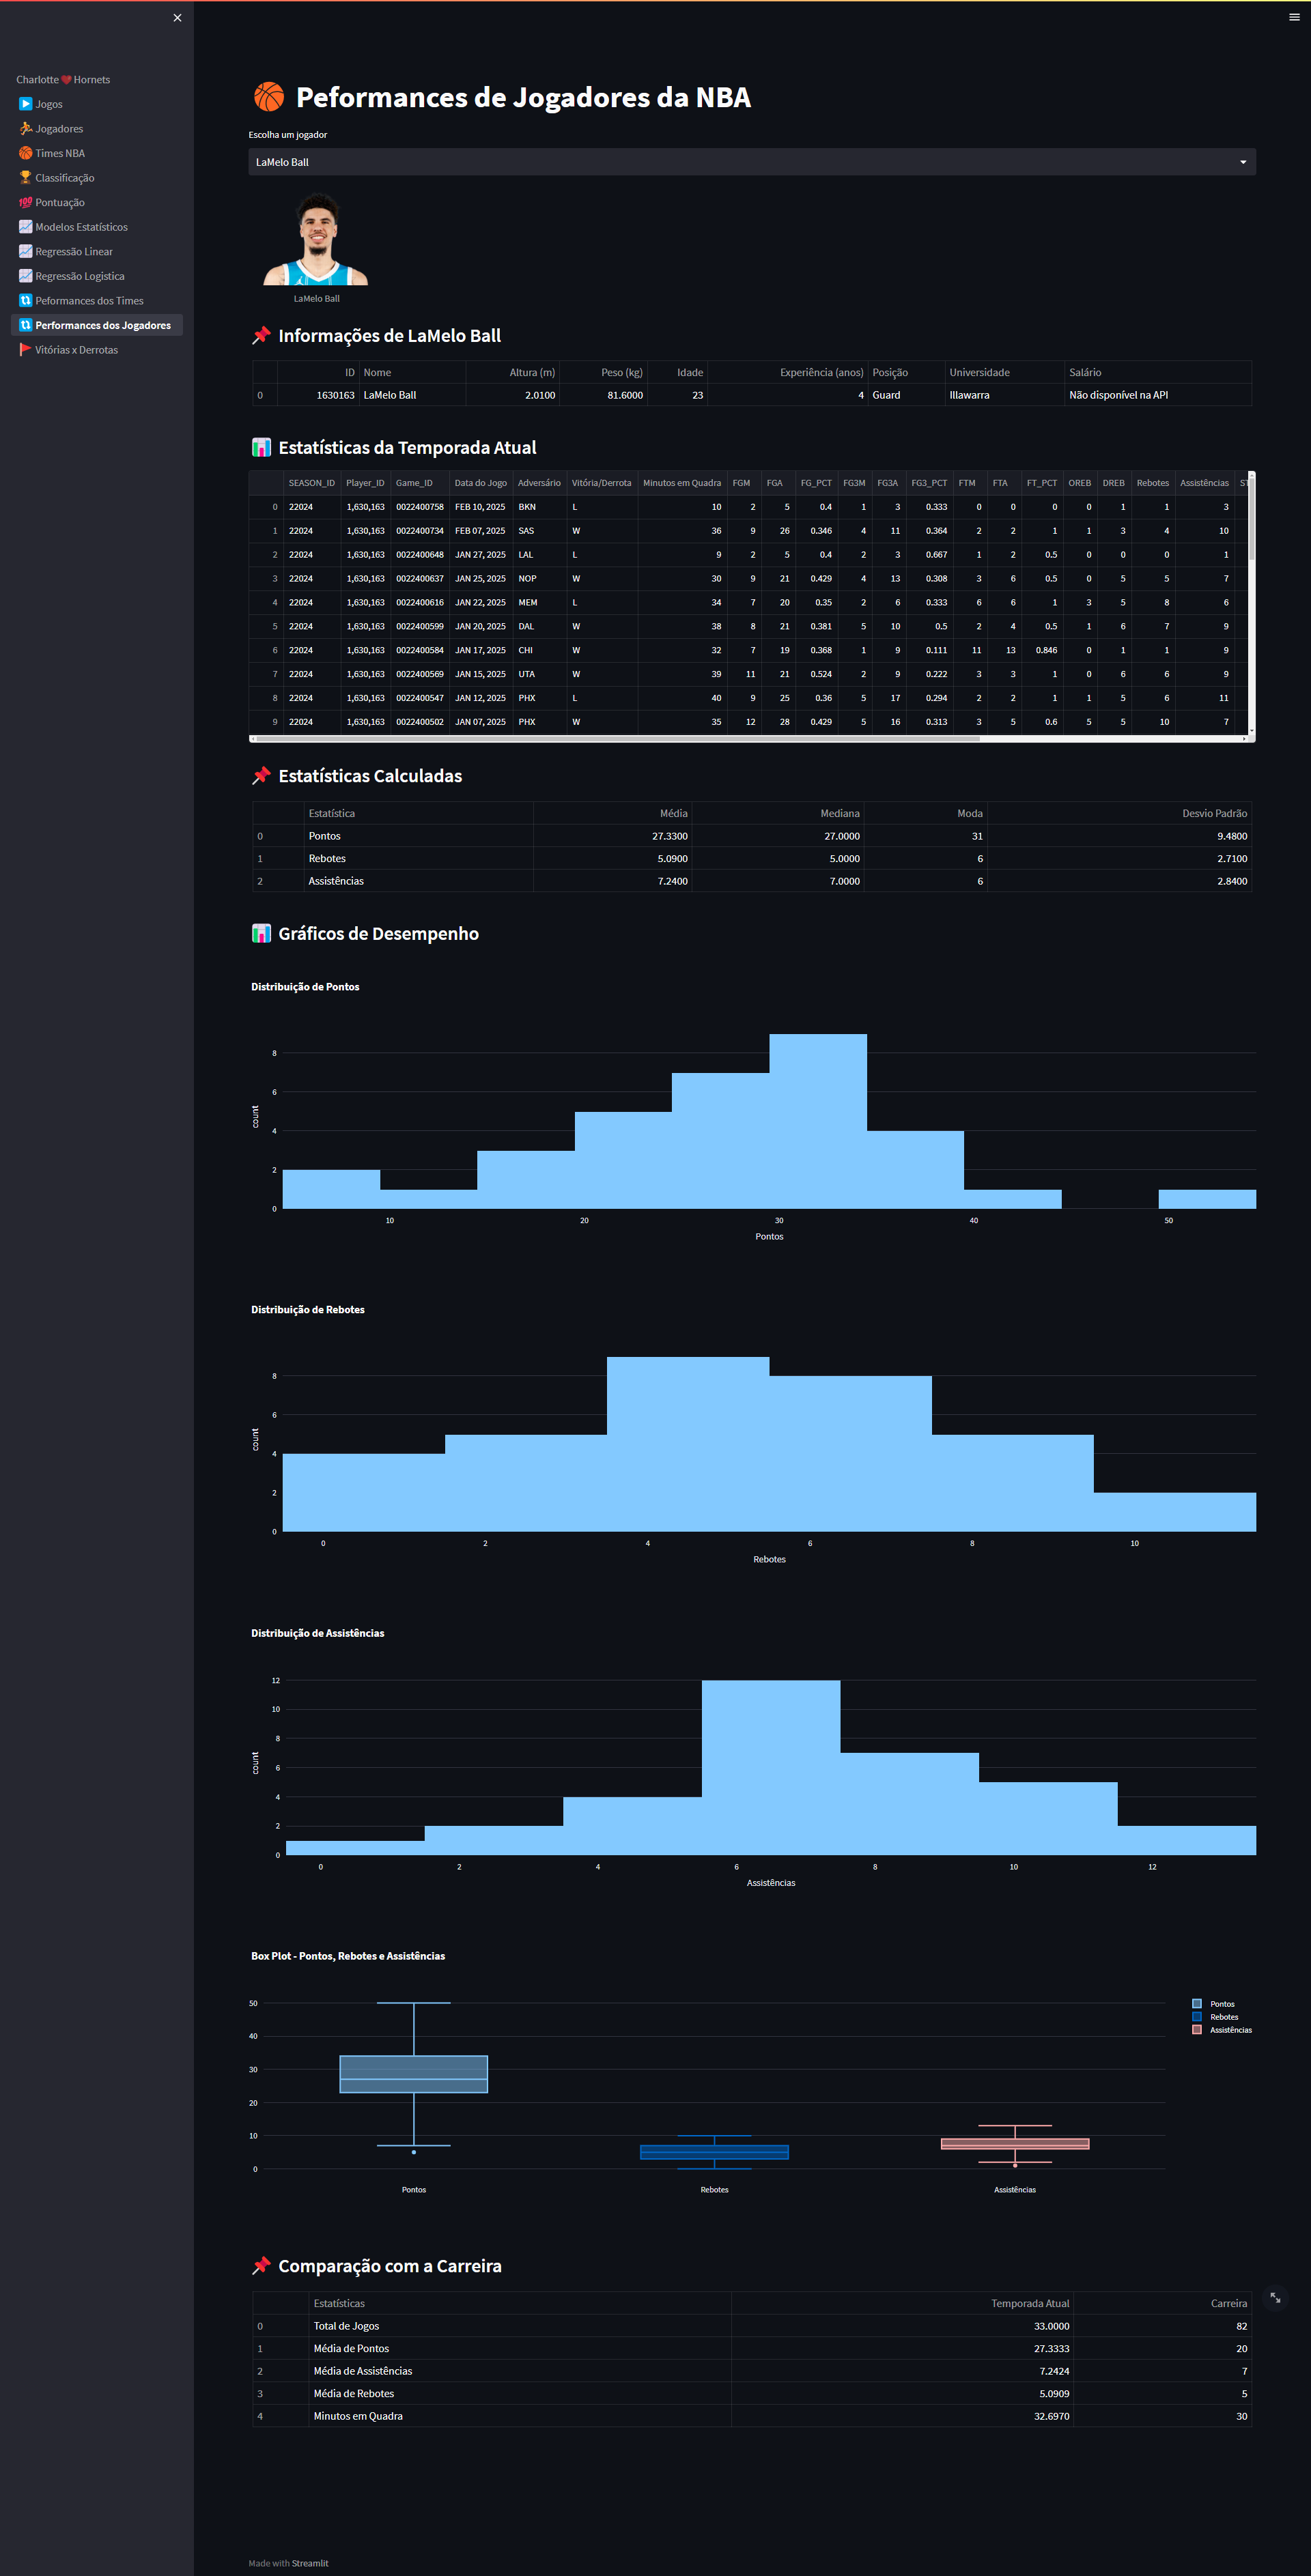 Charlotte ❤️ Hornets
▶️ Jogos
⛹️ Jogadores
🏀 Times NBA
🏆 Classificação
💯 Pontuação
📈 Modelos Estatísticos
📈 Regressão Linear
📈 Regressão Logistica
🔃 Peformances dos Times
🔃 Performances dos Jogadores
🚩 Vitórias x Derrotas
🏀 Peformances de Jogadores da NBA
Escolha um jogador
LaMelo Ball
LaMelo Ball
📌 Informações de LaMelo Ball
ID Nome Altura (m) Peso (kg) Idade Experiência (anos) Posição Universidade Salário
0 1630163 LaMelo Ball 2.0100 81.6000 23 4 Guard Illawarra Não disponível na API
📊 Estatísticas da Temporada Atual
SEASON_ID Player_ID Game_ID Data do Jogo Adversário Vitória/Derrota Minutos em Quadra FGM FGA FG_PCT FG3M FG3A FG3_PCT FTM FTA FT_PCT OREB DREB Rebotes Assistências ST
0 22024 1,630,163 0022400758 FEB 10, 2025 BKN L 10 2 5 0.4 1 3 0.333 0 0 0 0 1 1 3
1 22024 1,630,163 0022400734 FEB 07, 2025 SAS W 36 9 26 0.346 4 11 0.364 2 2 1 1 3 4 10
2 22024 1,630,163 0022400648 JAN 27, 2025 LAL L 9 2 5 0.4 2 3 0.667 1 2 0.5 0 0 0 1
3 22024 1,630,163 0022400637 JAN 25, 2025 NOP W 30 9 21 0.429 4 13 0.308 3 6 0.5 0 5 5 7
4 22024 1,630,163 0022400616 JAN 22, 2025 MEM L 34 7 20 0.35 2 6 0.333 6 6 1 3 5 8 6
5 22024 1,630,163 0022400599 JAN 20, 2025 DAL W 38 8 21 0.381 5 10 0.5 2 4 0.5 1 6 7 9
6 22024 1,630,163 0022400584 JAN 17, 2025 CHI W 32 7 19 0.368 1 9 0.111 11 13 0.846 0 1 1 9
7 22024 1,630,163 0022400569 JAN 15, 2025 UTA W 39 11 21 0.524 2 9 0.222 3 3 1 0 6 6 9
8 22024 1,630,163 0022400547 JAN 12, 2025 PHX L 40 9 25 0.36 5 17 0.294 2 2 1 1 5 6 11
9 22024 1,630,163 0022400502 JAN 07, 2025 PHX W 35 12 28 0.429 5 16 0.313 3 5 0.6 5 5 10 7
📌 Estatísticas Calculadas
Estatística Média Mediana Moda Desvio Padrão
0 Pontos 27.3300 27.0000 31 9.4800
1 Rebotes 5.0900 5.0000 6 2.7100
2 Assistências 7.2400 7.0000 6 2.8400
📊 Gráficos de Desempenho
Distribuição de Pontos
8
6
4
2
0
count
10 20 30 40 50
Pontos
Distribuição de Rebotes
8
6
4
2
0
count
0 2 4 6 8 10
Rebotes
Distribuição de Assistências
12
10
8
6
4
2
0
count
0 2 4 6 8 10 12
Assistências
Box Plot - Pontos, Rebotes e Assistências
50
40
30
20
10
0
Pontos Rebotes Assistências
Pontos
Rebotes
Assistências
📌 Comparação com a Carreira
Estatísticas Temporada Atual Carreira
0 Total de Jogos 33.0000 82
1 Média de Pontos 27.3333 20
2 Média de Assistências 7.2424 7
3 Média de Rebotes 5.0909 5
4 Minutos em Quadra 32.6970 30
Made with Streamlit